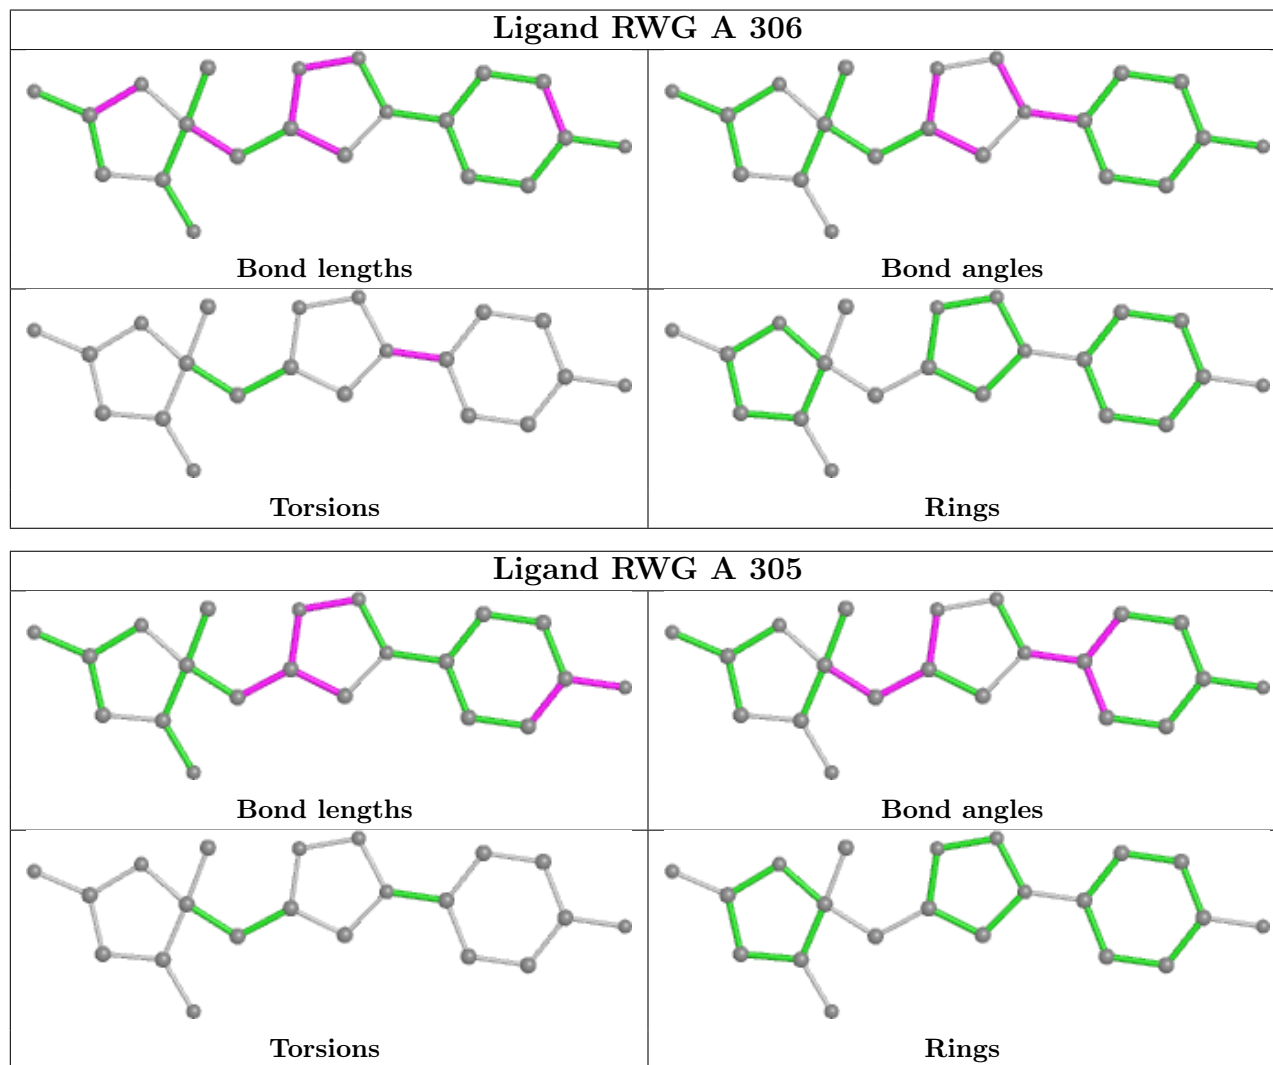 Ligand RWG A 306
Bond lengths
Bond angles
Torsions
Rings
Ligand RWG A 305
Bond lengths
Bond angles
Torsions
Rings